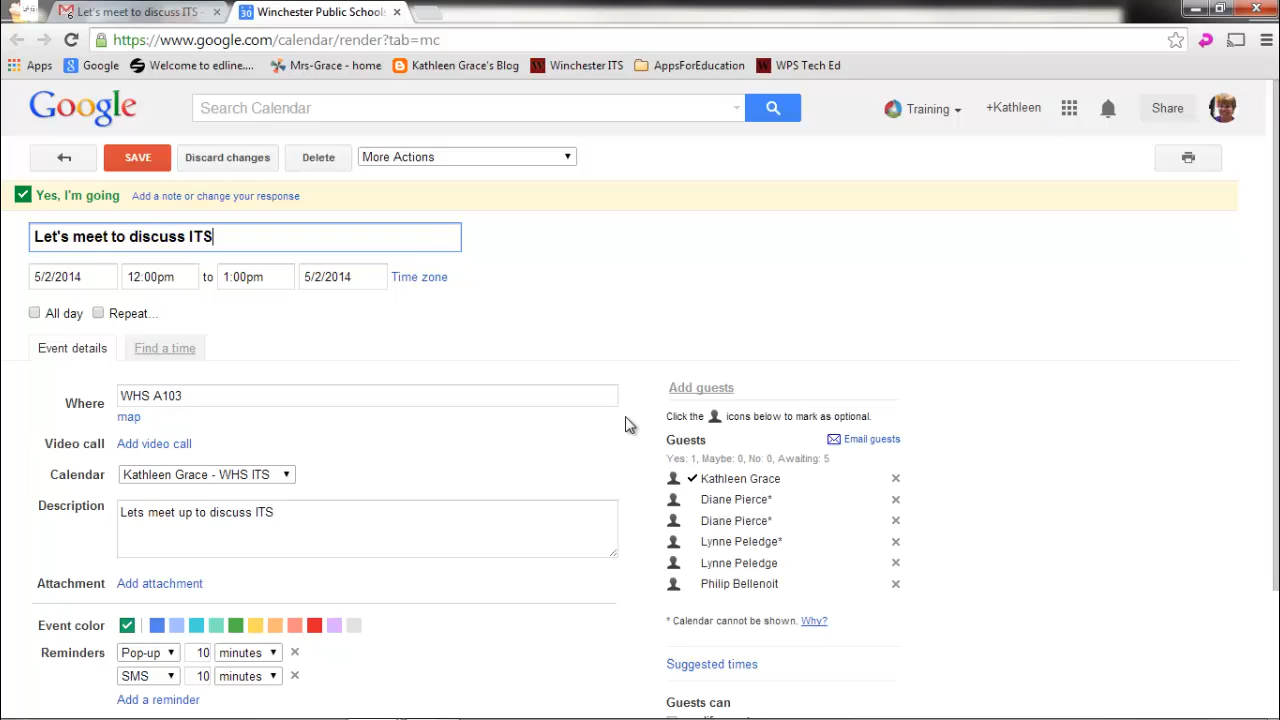 Let's meet to discuss ITS -
30 Winchester Public Schools
https://www.google.com/calendar/render?tab=mc
Apps Google Welcome to edline.... Mrs-Grace - home Kathleen Grace's Blog Winchester ITS AppsForEducation WPS Tech Ed
Google Search Calendar Training +Kathleen Share
SAVE Discard changes Delete More Actions
Yes, I'm going Add a note or change your response
Let's meet to discuss ITS
5/2/2014 12:00pm to 1:00pm 5/2/2014 Time zone
All day Repeat...
Event details Find a time
Where WHS A103
map
Video call Add video call
Calendar Kathleen Grace - WHS ITS
Description Lets meet up to discuss ITS
Attachment Add attachment
Event color
Reminders Pop-up 10 minutes
SMS 10 minutes
Add a reminder
Add guests
Click the icons below to mark as optional.
Guests Email guests
Yes: 1, Maybe: 0, No: 0, Awaiting: 5
Kathleen Grace
Diane Pierce*
Diane Pierce*
Lynne Peledge*
Lynne Peledge
Philip Bellenoit
* Calendar cannot be shown. Why?
Suggested times
Guests can